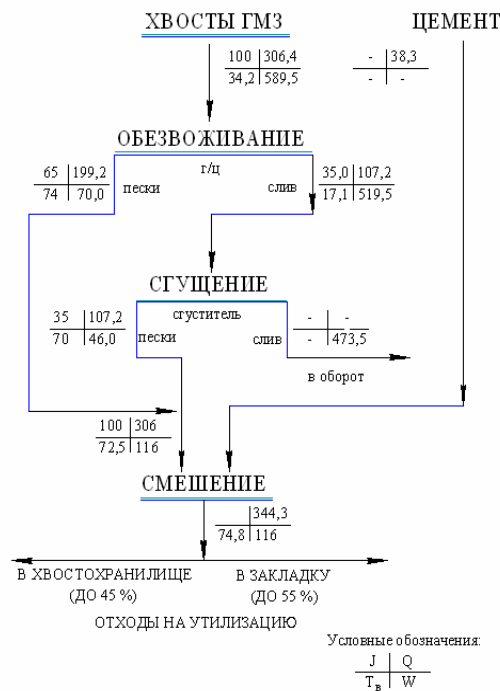 ХВОСТЫ ГМЗ ЦЕМЕНТ
100 306,4 - 38,3
34,2 589,5 - -
ОБЕЗВОЖИВАНИЕ
г/ц
65 199,2 пески слив 35,0 107,2
74 70,0 17,1 519,5
СГУЩЕНИЕ
сгуститель
35 107,2 - -
70 46,0 пески слив - 473,5
в оборот
100 306
72,5 116
СМЕШЕНИЕ
344,3
74,8 116
В ХВОСТОХРАНИЛИЩЕ В ЗАКЛАДКУ
(ДО 45 %) (ДО 55 %)
ОТХОДЫ НА УТИЛИЗАЦИЮ
Условные обозначения:
J Q
Тв W